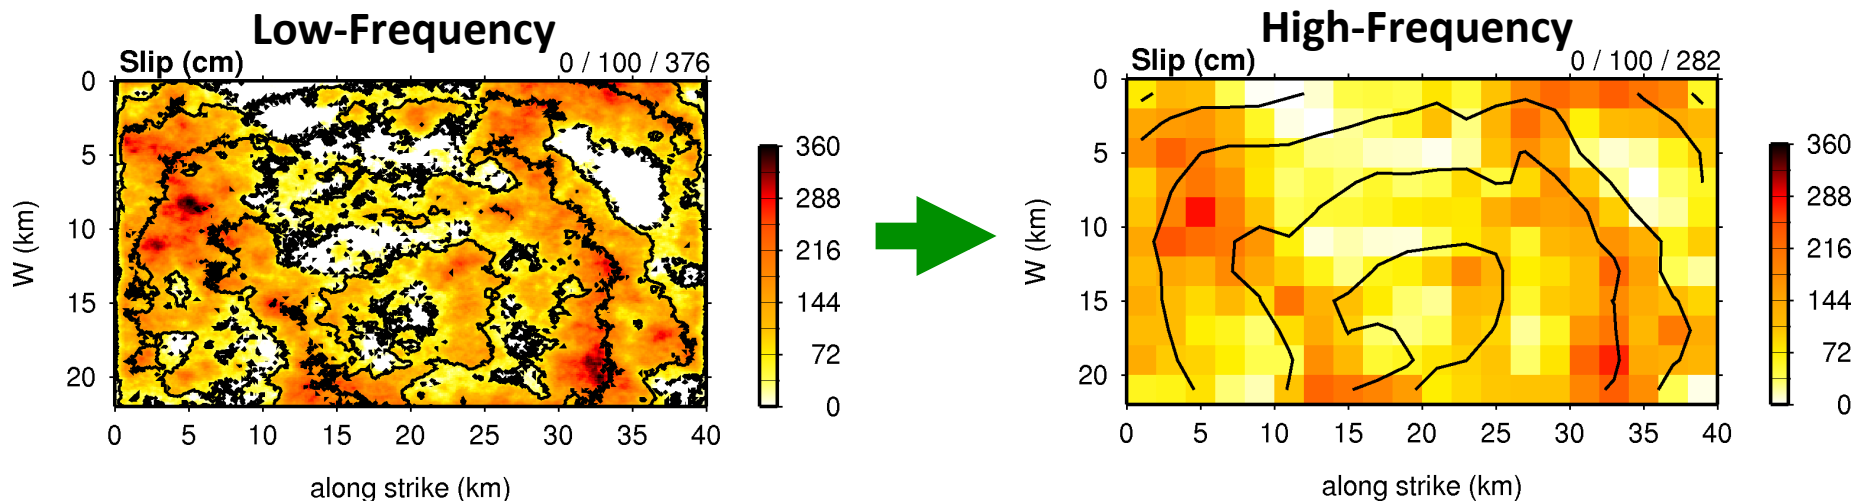 Low-Frequency
Slip (cm) 0 / 100 / 376
0
5
10
15
20
W (km)
0 5 10 15 20 25 30 35 40
along strike (km)
360
288
216
144
72
0
High-Frequency
Slip (cm) 0 / 100 / 282
0
5
10
15
20
W (km)
0 5 10 15 20 25 30 35 40
along strike (km)
360
288
216
144
72
0